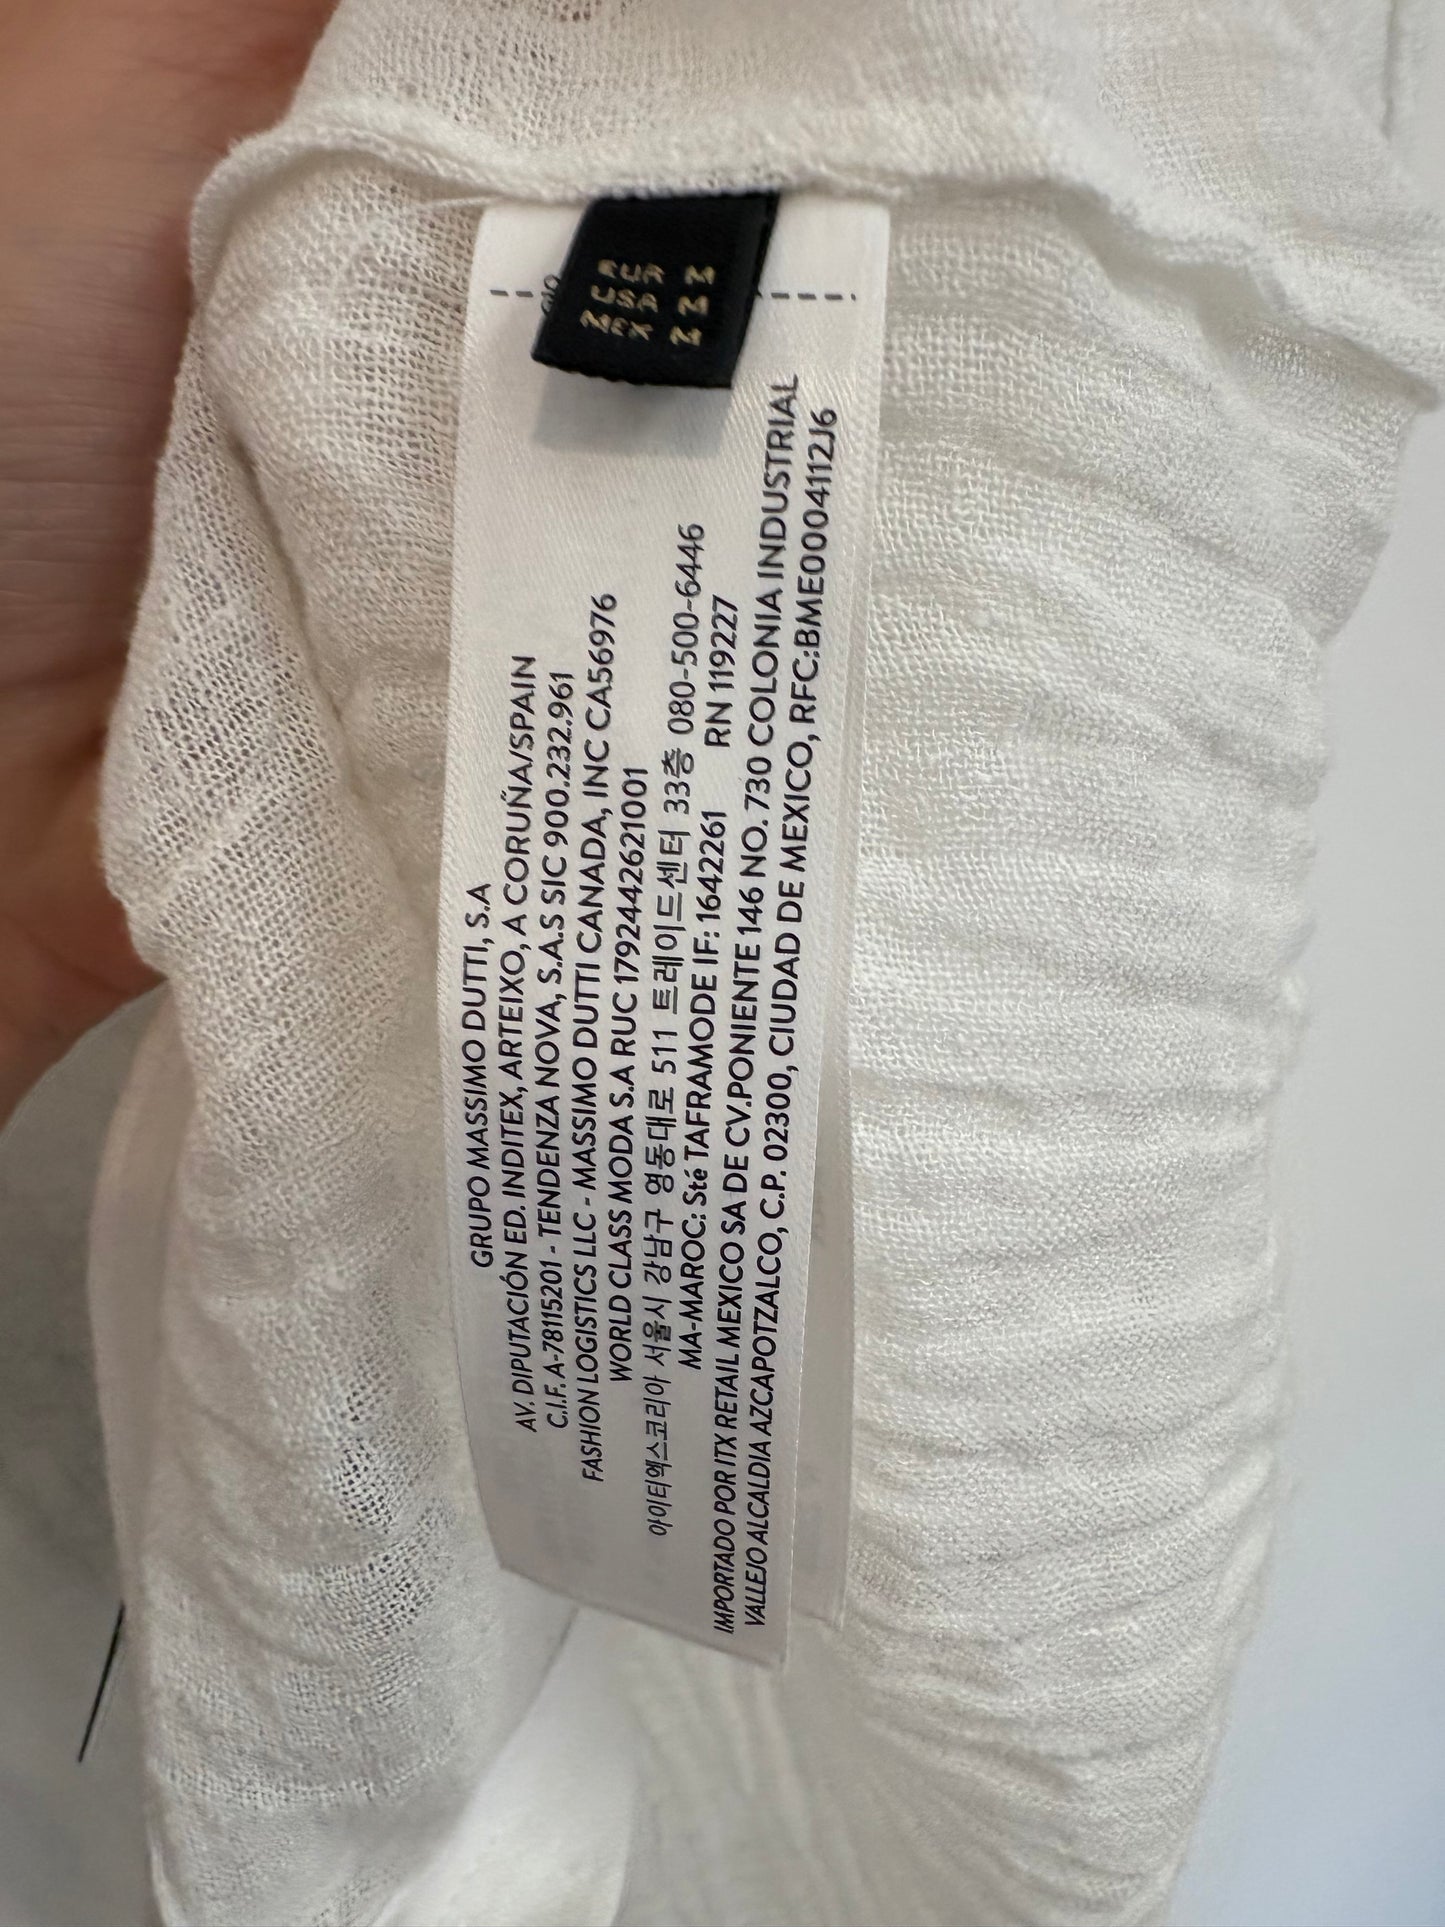 EUR M
USA M
MEX M
GRUPO MASSIMO DUTTI, S.A
AV. DIPUTACIÓN ED. INDITEX, ARTEIXO, A CORUÑA/SPAIN
C.I.F. A-78115201 - TENDENZA NOVA, S.A.S SIC 900.232.961
FASHION LOGISTICS LLC - MASSIMO DUTTI CANADA, INC CA56976
WORLD CLASS MODA S.A RUC 1792442621001
아이티엑스코리아 서울시 강남구 영동대로 511 트레이드센터 33층 080-500-6446
MA-MAROC: Sté TAFRAMODE IF: 1642261 RN 119227
IMPORTADO POR ITX RETAIL MEXICO SA DE CV.PONIENTE 146 NO. 730 COLONIA INDUSTRIAL
VALLEJO ALCALDIA AZCAPOTZALCO, C.P. 02300, CIUDAD DE MEXICO, RFC:BME0004112J6